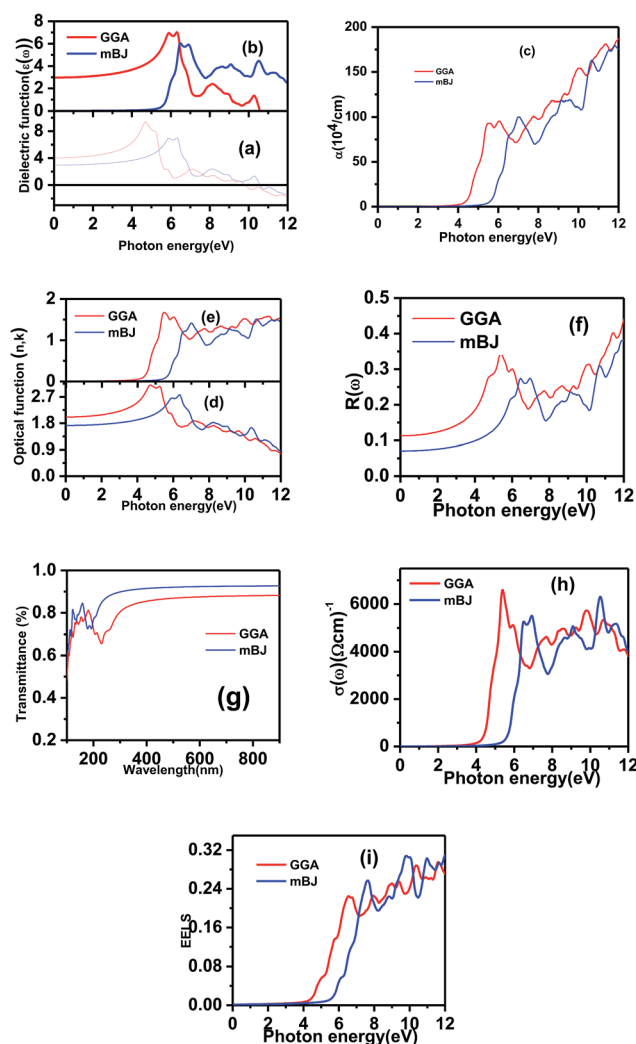 GGA
mBJ
(b)
(a)
Dielectric function(ε(ω))
6
4
2
0
8
4
0
0 2 4 6 8 10 12
Photon energy(eV)
(c)
GGA
mBJ
α(10⁴/cm)
200
150
100
50
0
0 2 4 6 8 10 12
Photon energy(eV)
GGA
mBJ
(e)
(d)
Optical function (n,k)
2
1
0
2.7
1.8
0.9
0.0
0 2 4 6 8 10 12
Photon energy(eV)
GGA
mBJ
(f)
R(ω)
0.5
0.4
0.3
0.2
0.1
0.0
0 2 4 6 8 10 12
Photon energy(eV)
GGA
mBJ
(g)
Transmittance (%)
1.0
0.8
0.6
0.4
0.2
200 400 600 800
Wavelength(nm)
GGA
mBJ
(h)
σ(ω)(Ωcm)⁻¹
6000
4000
2000
0
0 2 4 6 8 10 12
Photon energy(eV)
GGA
mBJ
(i)
EELS
0.32
0.24
0.16
0.08
0.00
0 2 4 6 8 10 12
Photon energy(eV)